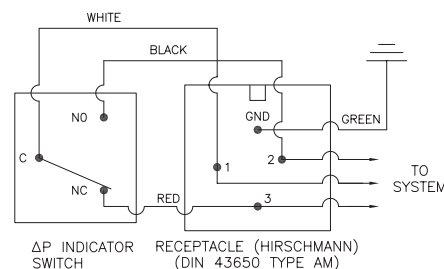 WHITE
BLACK
NO
GND
GREEN
C
1
2
TO
SYSTEM
NC
RED
3
ΔP INDICATOR
SWITCH
RECEPTACLE (HIRSCHMANN)
(DIN 43650 TYPE AM)